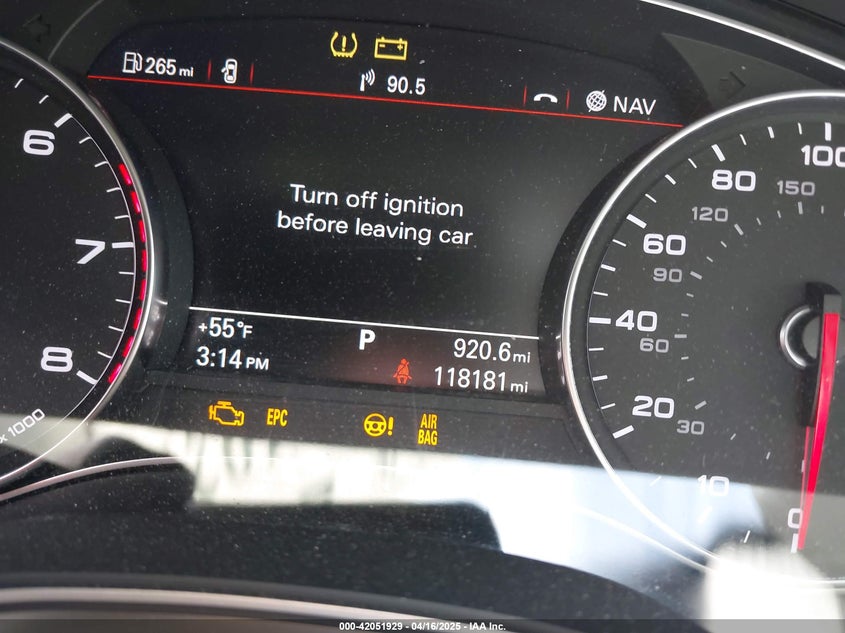 265 mi
90.5
NAV
Turn off ignition
before leaving car
+55°F
3:14 PM
P
920.6 mi
118181 mi
EPC
AIR
BAG
6
7
8
x 1000
100
80
150
120
60
90
40
60
20
30
10
0
000-42051929 - 04/16/2025 - IAA Inc.